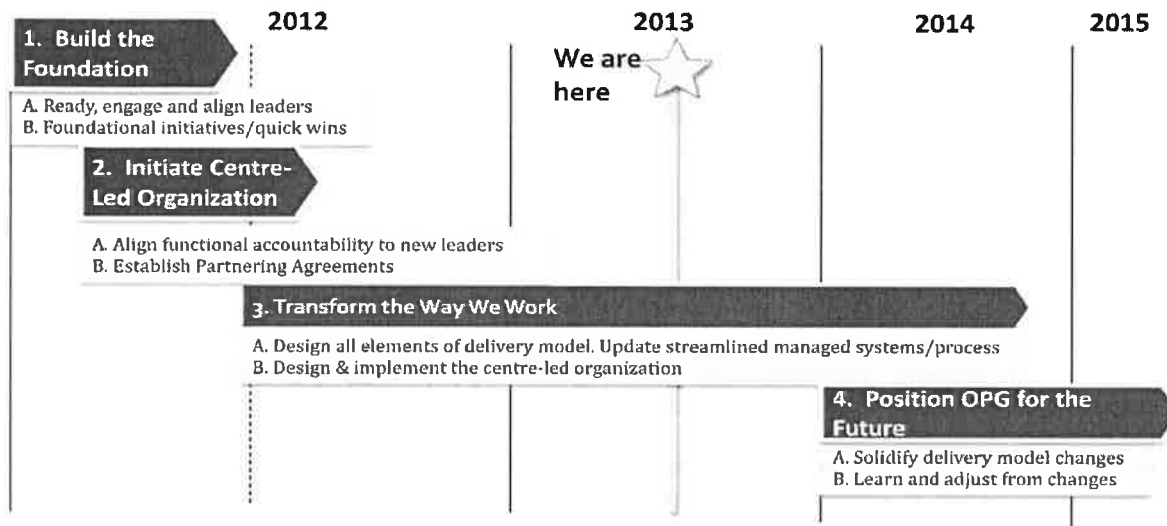 2012
2013
2014
2015
1. Build the
Foundation
We are
here
A. Ready, engage and align leaders
B. Foundational initiatives/quick wins
2. Initiate Centre-
Led Organization
A. Align functional accountability to new leaders
B. Establish Partnering Agreements
3. Transform the Way We Work
A. Design all elements of delivery model. Update streamlined managed systems/process
B. Design & implement the centre-led organization
4. Position OPG for the
Future
A. Solidify delivery model changes
B. Learn and adjust from changes